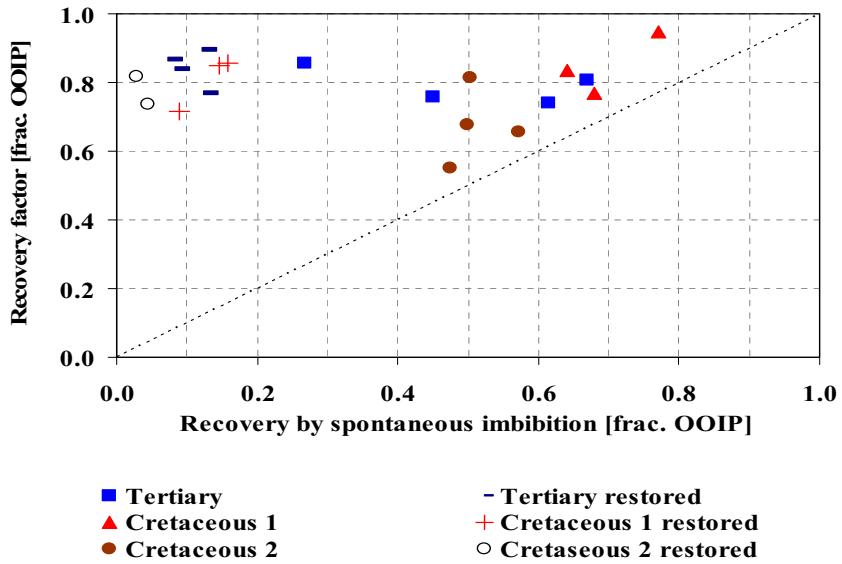 Recovery factor [frac. OOIP]
1.0
0.8
0.6
0.4
0.2
0.0
0.0 0.2 0.4 0.6 0.8 1.0
Recovery by spontaneous imbibition [frac. OOIP]
Tertiary
Tertiary restored
Cretaceous 1
Cretaceous 1 restored
Cretaceous 2
Cretaseous 2 restored